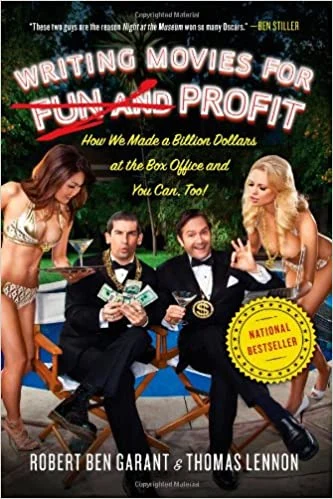 "These two guys are the reason Night at the Museum won so many Oscars." —BEN STILLER
WRITING MOVIES FOR
FUN AND PROFIT
How We Made a Billion Dollars
at the Box Office and
You Can, Too!
$
NATIONAL
BESTSELLER
ROBERT BEN GARANT & THOMAS LENNON